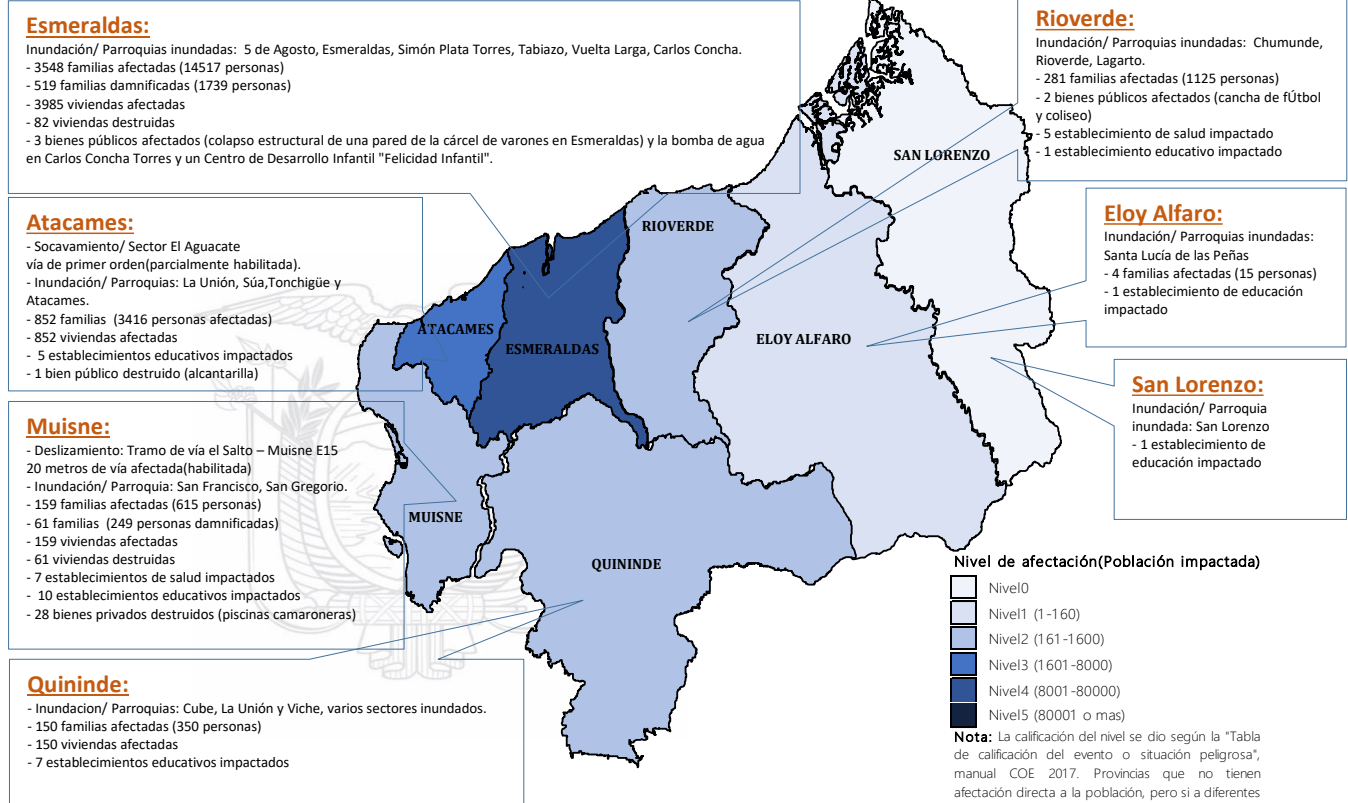 Esmeraldas:
Inundación/ Parroquias inundadas:  5 de Agosto, Esmeraldas, Simón Plata Torres, Tabiazo, Vuelta Larga, Carlos Concha.
- 3548 familias afectadas (14517 personas)
- 519 familias damnificadas (1739 personas)
- 3985 viviendas afectadas
- 82 viviendas destruidas
- 3 bienes públicos afectados (colapso estructural de una pared de la cárcel de varones en Esmeraldas) y la bomba de agua
en Carlos Concha Torres y un Centro de Desarrollo Infantil "Felicidad Infantil".
Rioverde:
Inundación/ Parroquias inundadas:  Chumunde,
Rioverde, Lagarto.
- 281 familias afectadas (1125 personas)
- 2 bienes públicos afectados (cancha de fÚtbol
y coliseo)
- 5 establecimiento de salud impactado
- 1 establecimiento educativo impactado
Atacames:
- Socavamiento/ Sector El Aguacate
vía de primer orden(parcialmente habilitada).
- Inundación/ Parroquias: La Unión, Súa,Tonchigüe y
Atacames.
- 852 familias  (3416 personas afectadas)
- 852 viviendas afectadas
-  5 establecimientos educativos impactados
- 1 bien público destruido (alcantarilla)
Eloy Alfaro:
Inundación/ Parroquias inundadas:
Santa Lucía de las Peñas
- 4 familias afectadas (15 personas)
- 1 establecimiento de educación
impactado
San Lorenzo:
Inundación/ Parroquia
inundada: San Lorenzo
- 1 establecimiento de
educación impactado
Muisne:
- Deslizamiento: Tramo de vía el Salto – Muisne E15
20 metros de vía afectada(habilitada)
- Inundación/ Parroquia: San Francisco, San Gregorio.
- 159 familias afectadas (615 personas)
- 61 familias  (249 personas damnificadas)
- 159 viviendas afectadas
- 61 viviendas destruidas
- 7 establecimientos de salud impactados
-  10 establecimientos educativos impactados
- 28 bienes privados destruidos (piscinas camaroneras)
Quininde:
- Inundacion/ Parroquias: Cube, La Unión y Viche, varios sectores inundados.
- 150 familias afectadas (350 personas)
- 150 viviendas afectadas
- 7 establecimientos educativos impactados
SAN LORENZO
RIOVERDE
ATACAMES
ESMERALDAS
ELOY ALFARO
MUISNE
QUININDE
Nivel de afectación(Población impactada)
Nivel0
Nivel1 (1-160)
Nivel2 (161-1600)
Nivel3 (1601-8000)
Nivel4 (8001-80000)
Nivel5 (80001 o mas)
Nota: La calificación del nivel se dio según la "Tabla
de calificación del evento o situación peligrosa",
manual COE 2017. Provincias que no tienen
afectación directa a la población, pero si a diferentes